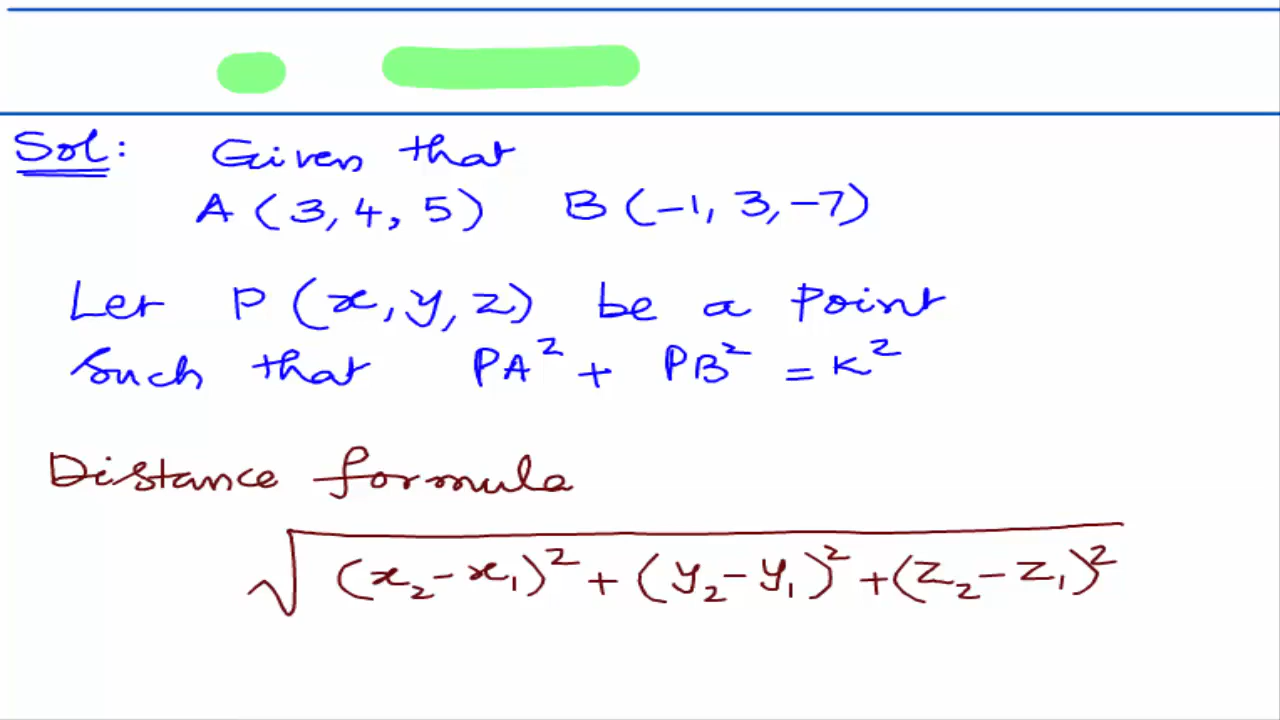 Sol: Given that
A (3, 4, 5) B (-1, 3, -7)
Let P (x, y, z) be a point
such that PA² + PB² = K²
Distance formula
√(x₂-x₁)² + (y₂-y₁)² + (z₂-z₁)²